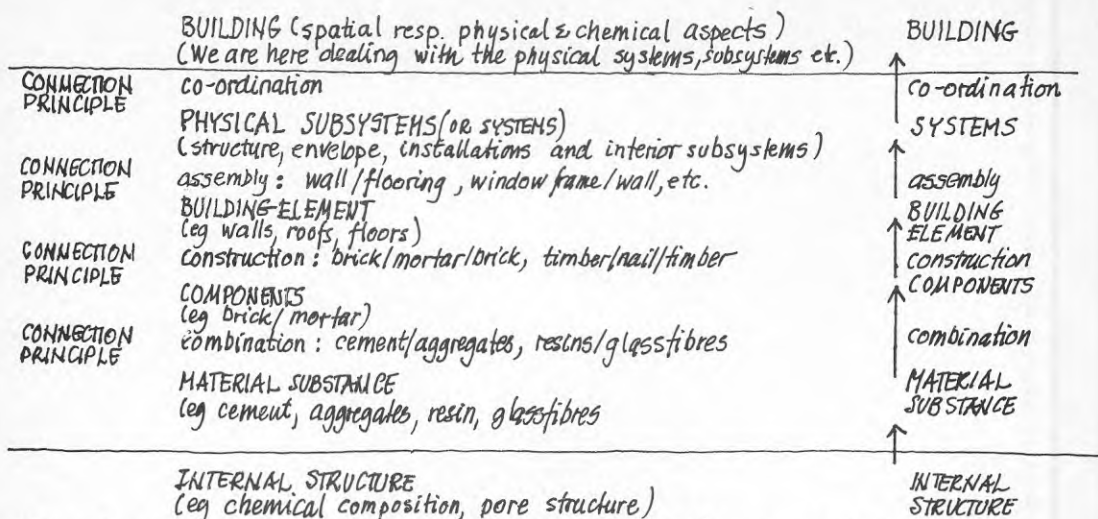 BUILDING (spatial resp. physical & chemical aspects)
BUILDING
(We are here dealing with the physical systems, subsystems etc.)
CONNECTION
PRINCIPLE
co-ordination
co-ordination
PHYSICAL SUBSYSTEMS (OR SYSTEMS)
SYSTEMS
(structure, envelope, installations and interior subsystems)
CONNECTION
PRINCIPLE
assembly: wall/flooring, window frame/wall, etc.
assembly
BUILDING-ELEMENT
(eg walls, roofs, floors)
BUILDING
ELEMENT
CONNECTION
PRINCIPLE
construction: brick/mortar/brick, timber/nail/timber
construction
COMPONENTS
(eg brick/mortar)
COMPONENTS
CONNECTION
PRINCIPLE
combination: cement/aggregates, resins/glassfibres
combination
MATERIAL SUBSTANCE
(eg cement, aggregates, resin, glassfibres
MATERIAL
SUBSTANCE
INTERNAL STRUCTURE
(eg chemical composition, pore structure)
INTERNAL
STRUCTURE